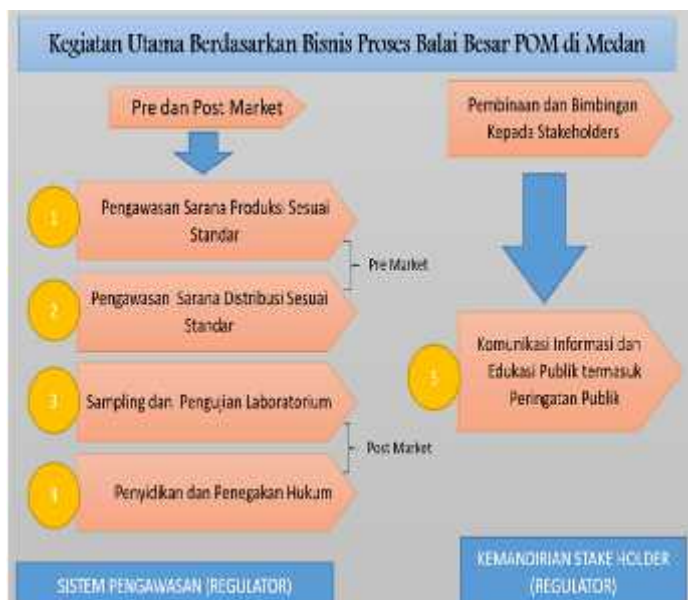 Kegiatan Utama Berdasarkan Bisnis Proses Balai Besar POM di Medan
Pre dan Post Market
1
Pengawasan Sarana Produksi Sesuai
Standar
2
Pengawasan Sarana Distribusi Sesuai
Standar
Pre Market
3
Sampling dan Pengujian Laboratorium
Penyidikan dan Penegakan Hukum
Post Market
SISTEM PENGAWASAN (REGULATOR)
Pembinaan dan Bimbingan
Kepada Stakeholders
Komunikasi Informasi dan
Edukasi Publik termasuk
Peringatan Publik
KEMANDIRIAN STAKE HOLDER
(REGULATOR)